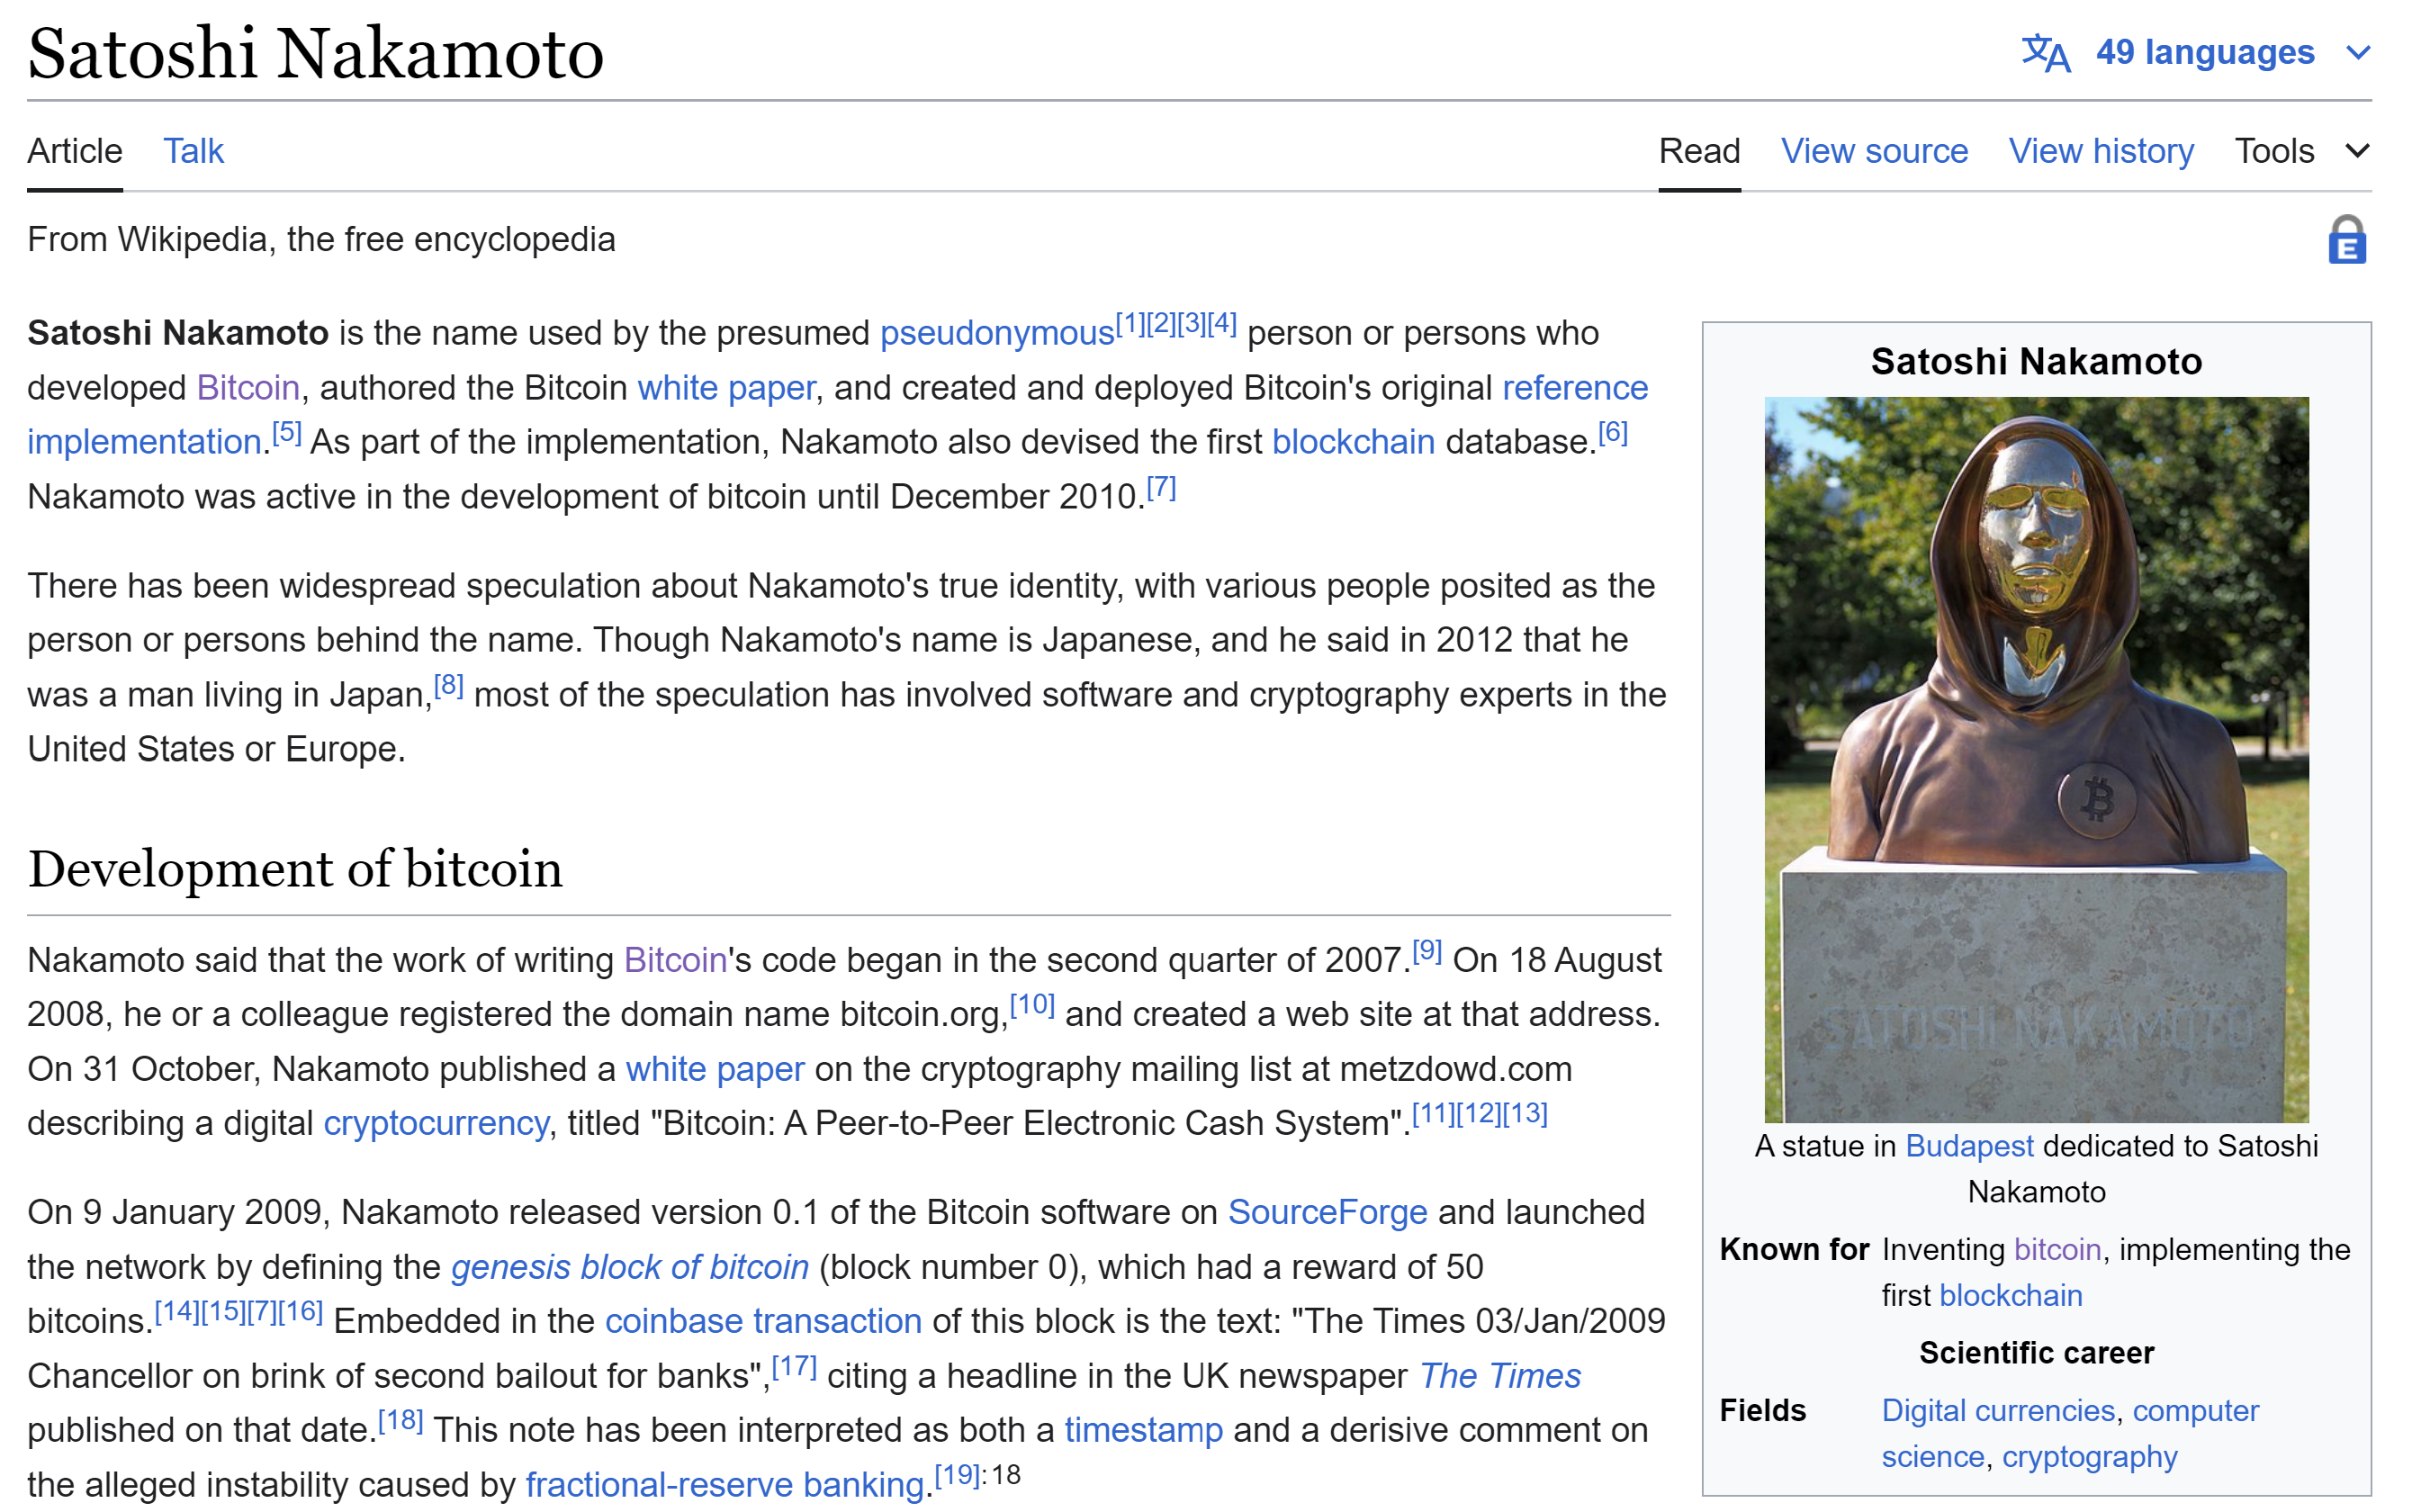 Satoshi Nakamoto
文A 49 languages
Article Talk Read View source View history Tools
From Wikipedia, the free encyclopedia
E
Satoshi Nakamoto is the name used by the presumed pseudonymous[1][2][3][4] person or persons who
developed Bitcoin, authored the Bitcoin white paper, and created and deployed Bitcoin's original reference
implementation.[5] As part of the implementation, Nakamoto also devised the first blockchain database.[6]
Nakamoto was active in the development of bitcoin until December 2010.[7]
There has been widespread speculation about Nakamoto's true identity, with various people posited as the
person or persons behind the name. Though Nakamoto's name is Japanese, and he said in 2012 that he
was a man living in Japan,[8] most of the speculation has involved software and cryptography experts in the
United States or Europe.
Development of bitcoin
Nakamoto said that the work of writing Bitcoin's code began in the second quarter of 2007.[9] On 18 August
2008, he or a colleague registered the domain name bitcoin.org,[10] and created a web site at that address.
On 31 October, Nakamoto published a white paper on the cryptography mailing list at metzdowd.com
describing a digital cryptocurrency, titled "Bitcoin: A Peer-to-Peer Electronic Cash System".[11][12][13]
On 9 January 2009, Nakamoto released version 0.1 of the Bitcoin software on SourceForge and launched
the network by defining the genesis block of bitcoin (block number 0), which had a reward of 50
bitcoins.[14][15][7][16] Embedded in the coinbase transaction of this block is the text: "The Times 03/Jan/2009
Chancellor on brink of second bailout for banks",[17] citing a headline in the UK newspaper The Times
published on that date.[18] This note has been interpreted as both a timestamp and a derisive comment on
the alleged instability caused by fractional-reserve banking.[19]:18
Satoshi Nakamoto
₿
SATOSHI NAKAMOTO
A statue in Budapest dedicated to Satoshi
Nakamoto
Known for Inventing bitcoin, implementing the
first blockchain
Scientific career
Fields Digital currencies, computer
science, cryptography